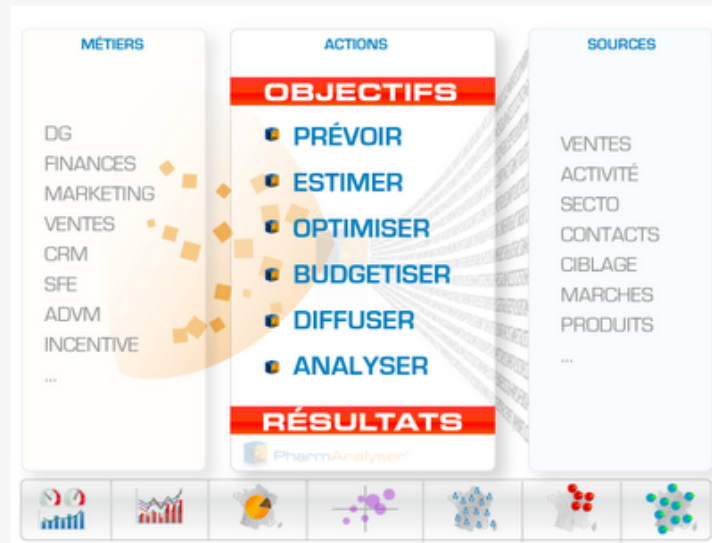 MÉTIERS
DG
FINANCES
MARKETING
VENTES
CRM
SFE
ADVM
INCENTIVE
...
ACTIONS
OBJECTIFS
PRÉVOIR
ESTIMER
OPTIMISER
BUDGETISER
DIFFUSER
ANALYSER
RÉSULTATS
PharmAnalyser
SOURCES
VENTES
ACTIVITÉ
SECTO
CONTACTS
CIBLAGE
MARCHES
PRODUITS
...